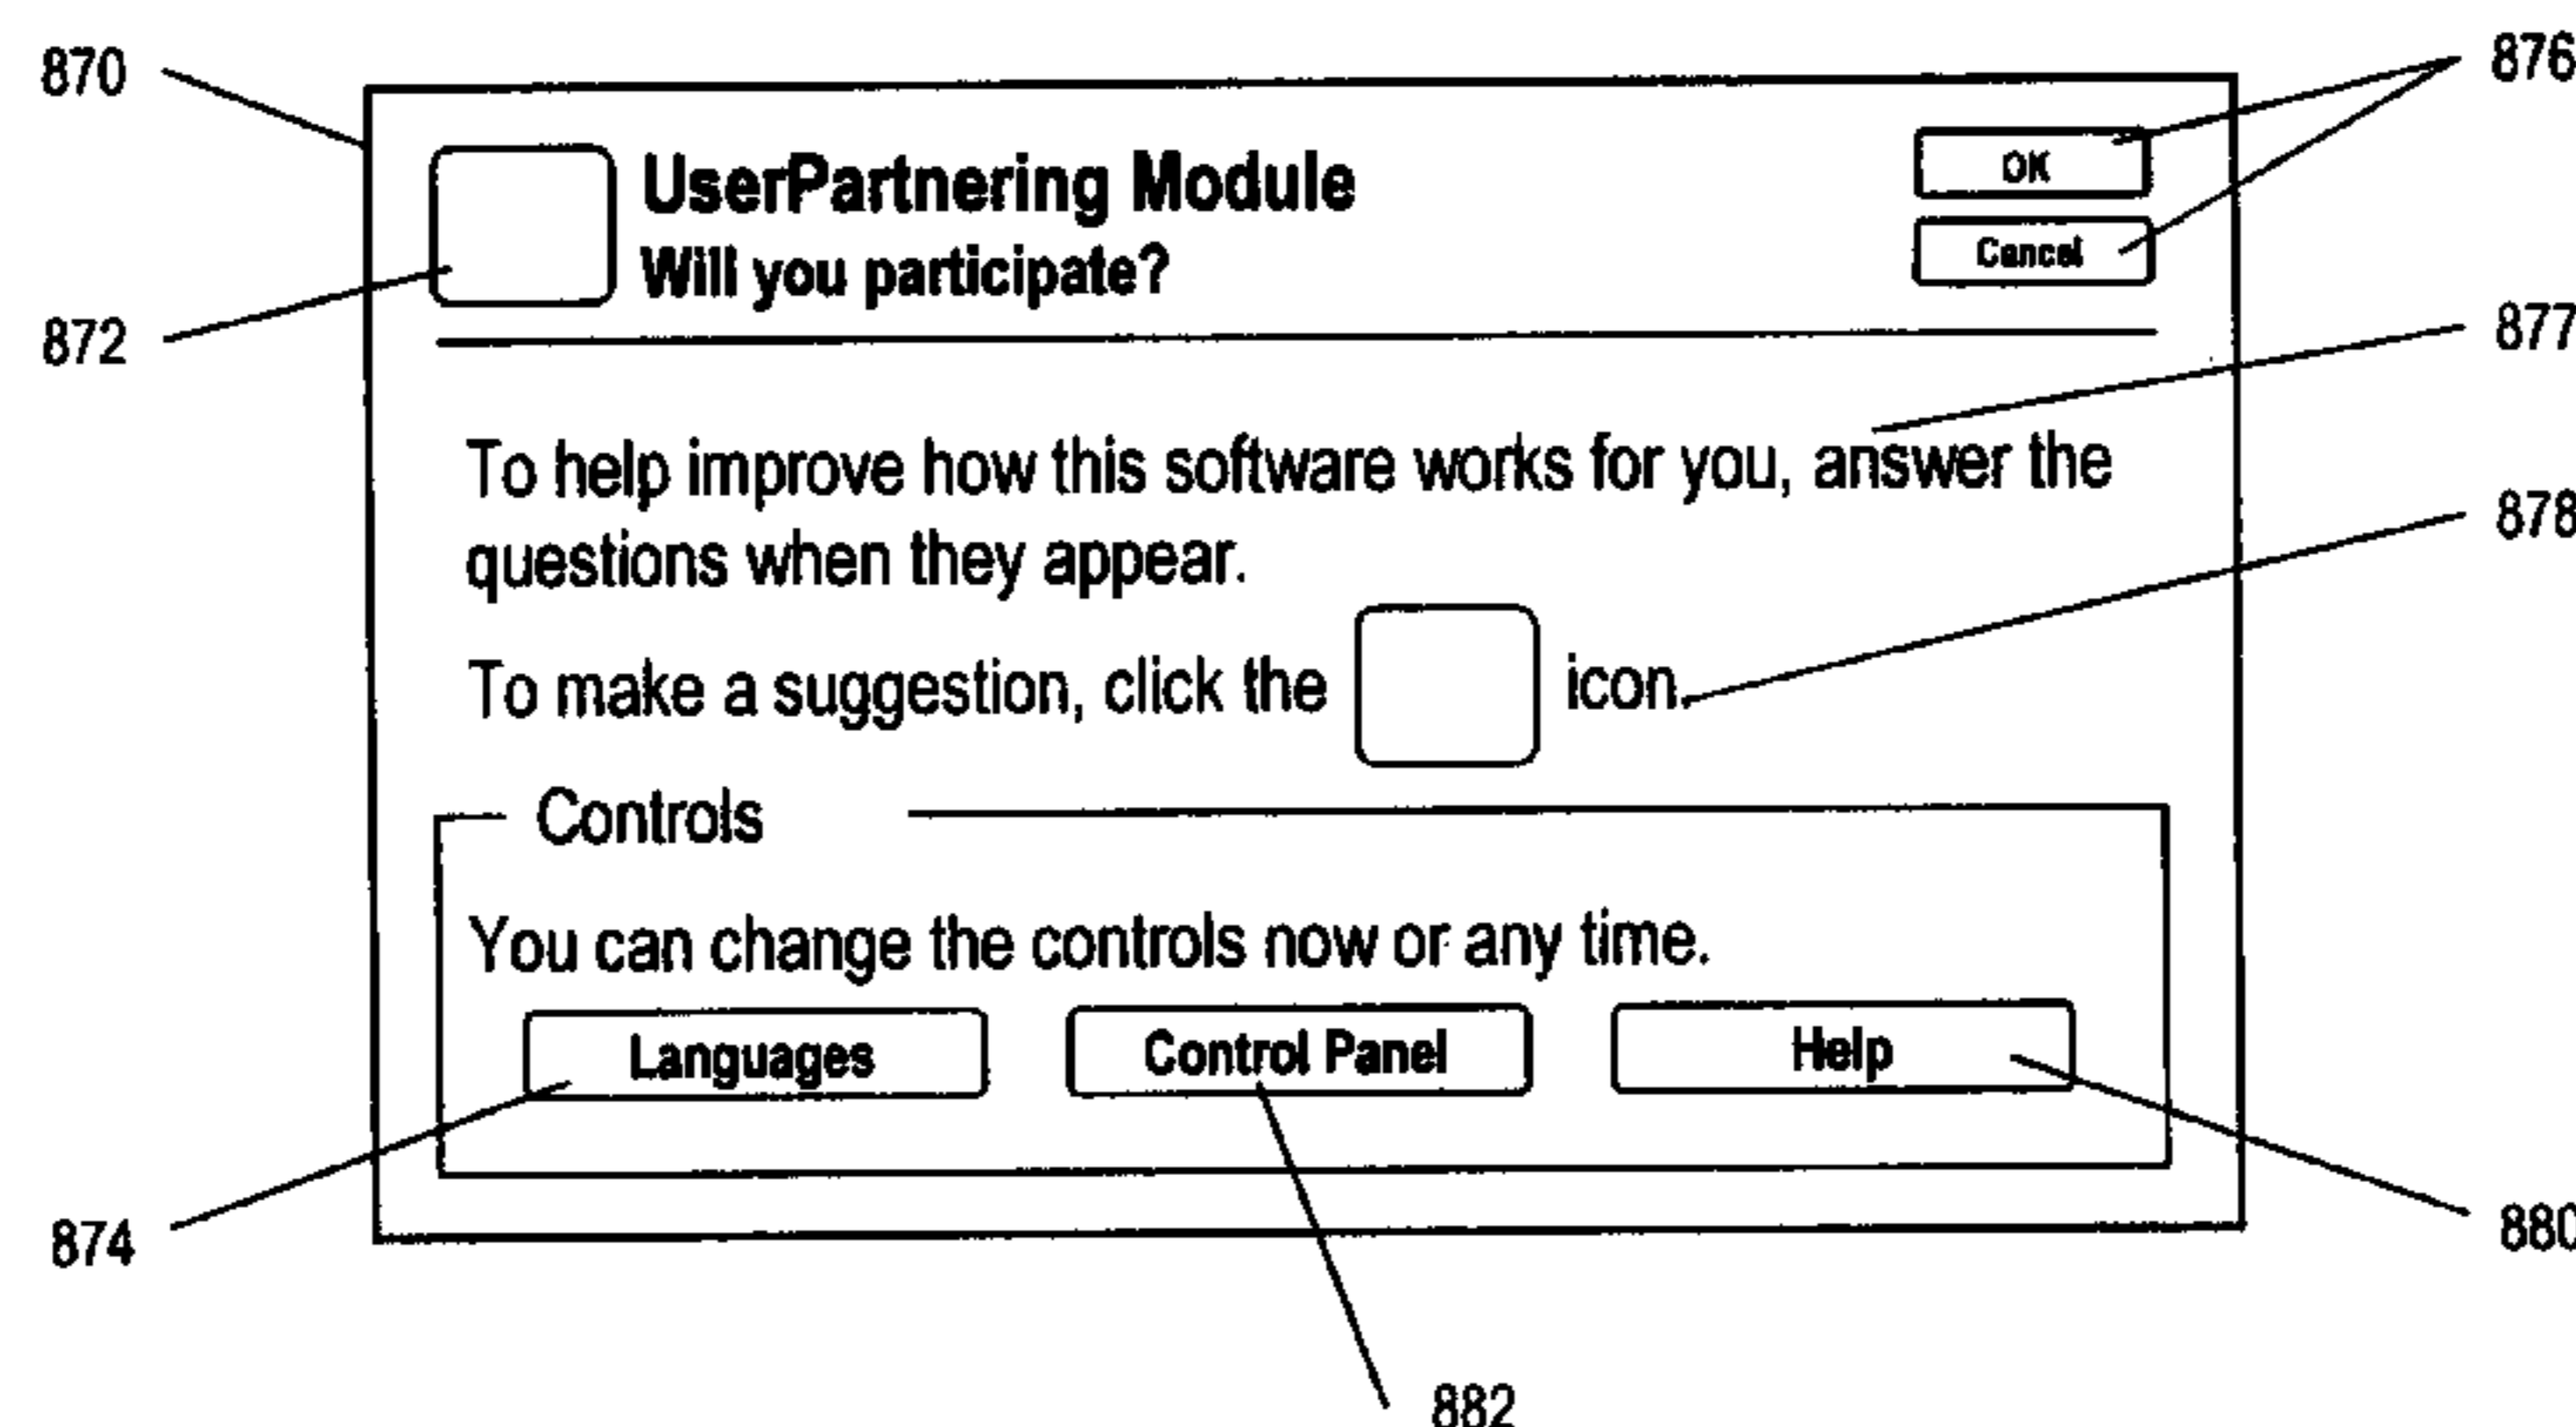 870
876
UserPartnering Module
OK
Will you participate?
Cancel
872
877
To help improve how this software works for you, answer the
questions when they appear.
878
To make a suggestion, click the icon.
Controls
You can change the controls now or any time.
Languages
Control Panel
Help
874
880
882